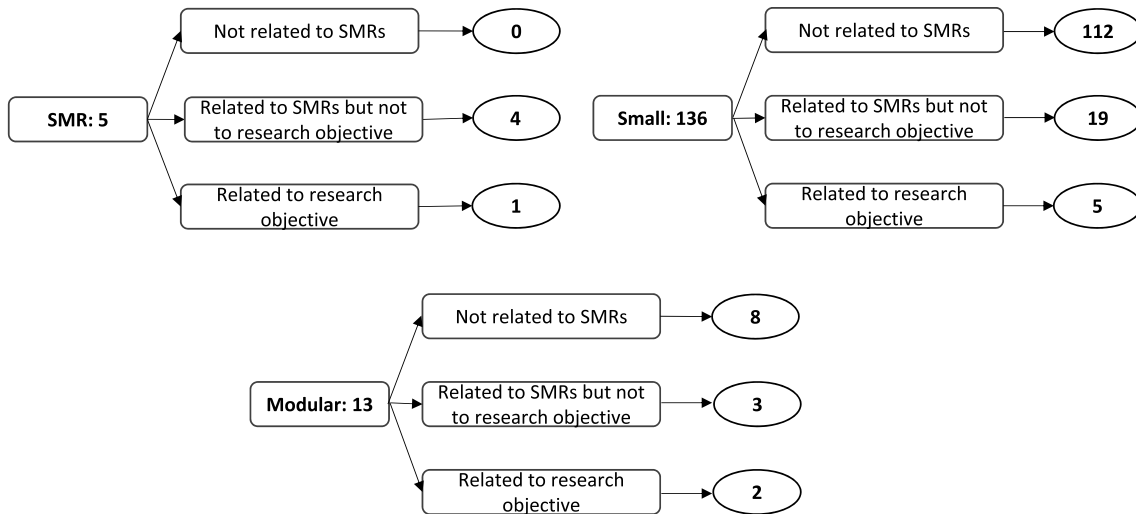 SMR: 5
Not related to SMRs
0
Related to SMRs but not
to research objective
4
Related to research
objective
1
Small: 136
Not related to SMRs
112
Related to SMRs but not
to research objective
19
Related to research
objective
5
Modular: 13
Not related to SMRs
8
Related to SMRs but not
to research objective
3
Related to research
objective
2